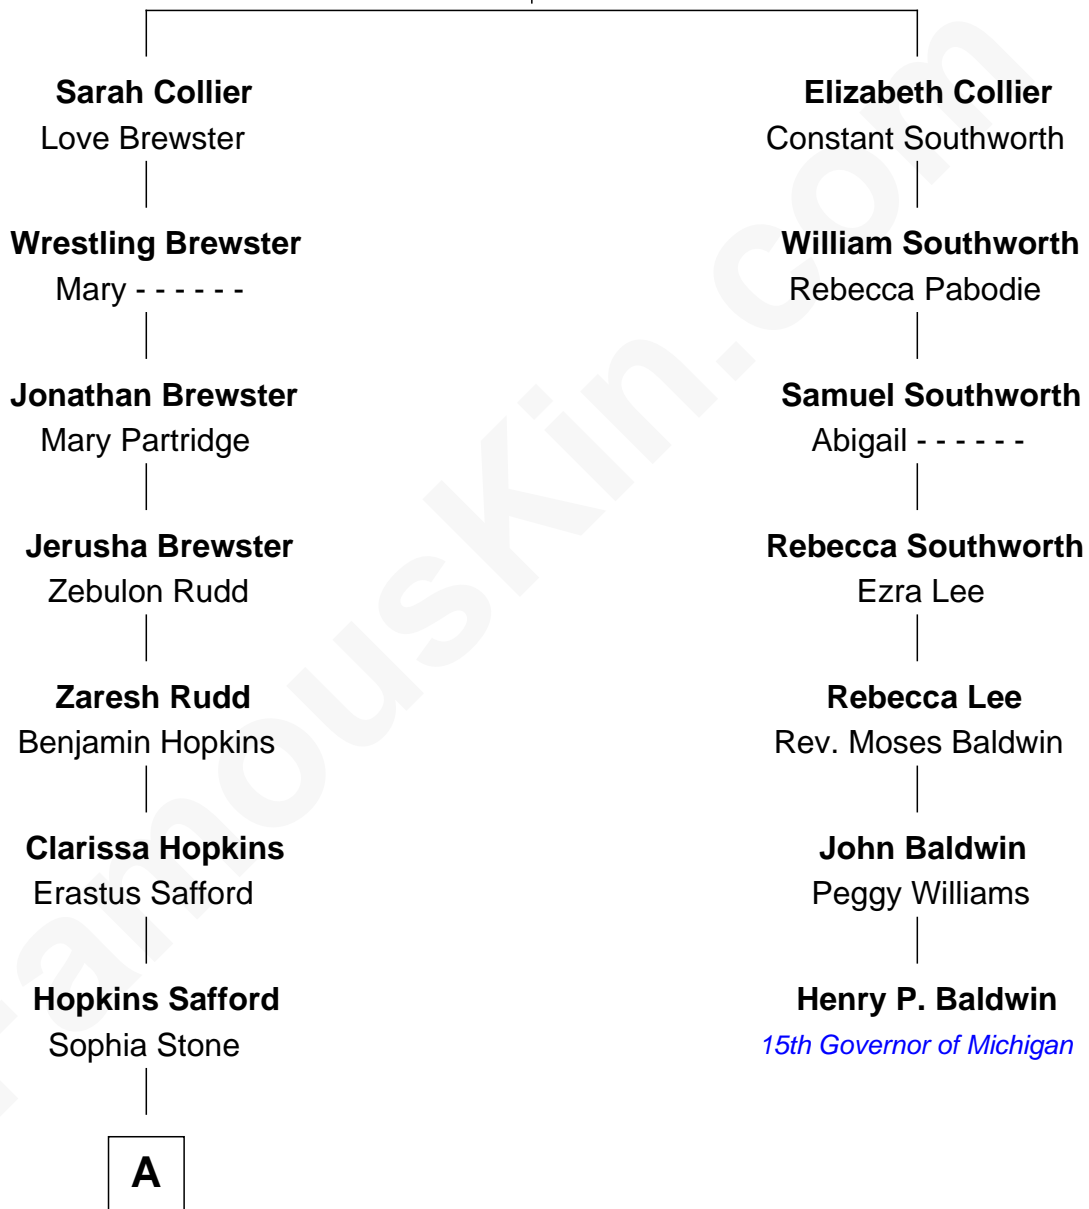 Sarah Collier
Love Brewster
Elizabeth Collier
Constant Southworth
Wrestling Brewster
Mary - - - - - -
William Southworth
Rebecca Pabodie
Jonathan Brewster
Mary Partridge
Samuel Southworth
Abigail - - - - - -
Jerusha Brewster
Zebulon Rudd
Rebecca Southworth
Ezra Lee
Zaresh Rudd
Benjamin Hopkins
Rebecca Lee
Rev. Moses Baldwin
Clarissa Hopkins
Erastus Safford
John Baldwin
Peggy Williams
Hopkins Safford
Sophia Stone
Henry P. Baldwin
15th Governor of Michigan
A
FamousKin.com